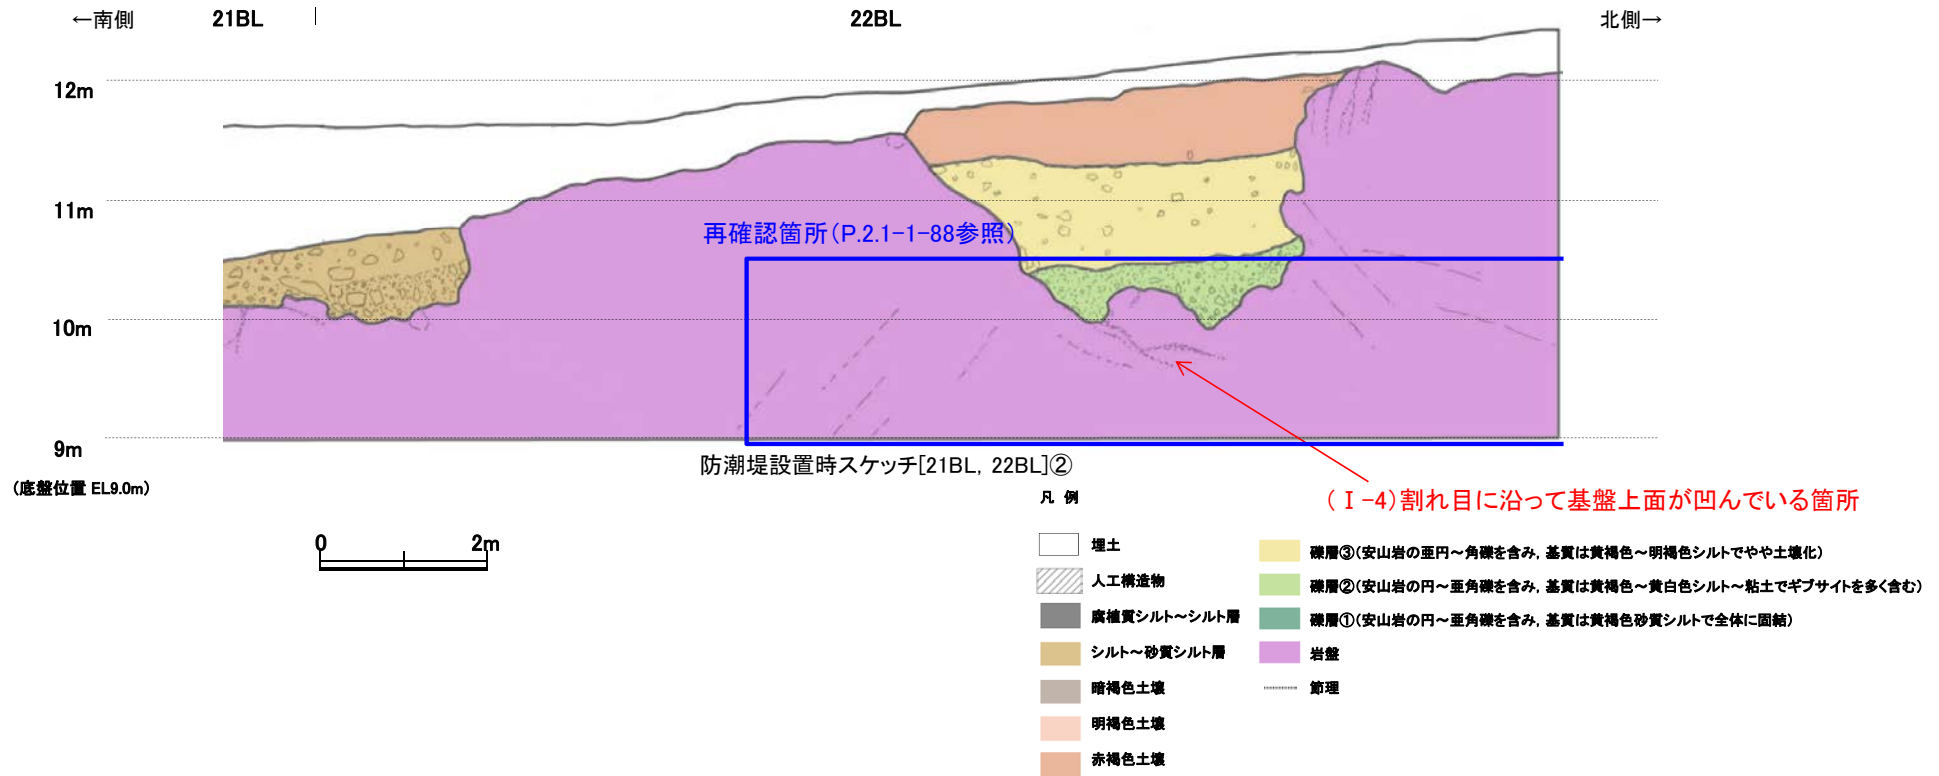 ←南側
21BL
22BL
北側→
12m
11m
10m
9m
(底盤位置 EL9.0m)
再確認箇所(P.2.1-1-88参照)
防潮堤設置時スケッチ[21BL, 22BL]②
(Ⅰ-4)割れ目に沿って基盤上面が凹んでいる箇所
0 2m
凡 例
埋土
人工構造物
腐植質シルト～シルト層
シルト～砂質シルト層
暗褐色土壌
明褐色土壌
赤褐色土壌
礫層③(安山岩の亜円～角礫を含み, 基質は黄褐色～明褐色シルトでやや土壌化)
礫層②(安山岩の円～亜角礫を含み, 基質は黄褐色～黄白色シルト～粘土でギブサイトを多く含む)
礫層①(安山岩の円～亜角礫を含み, 基質は黄褐色砂質シルトで全体に固結)
岩盤
節理